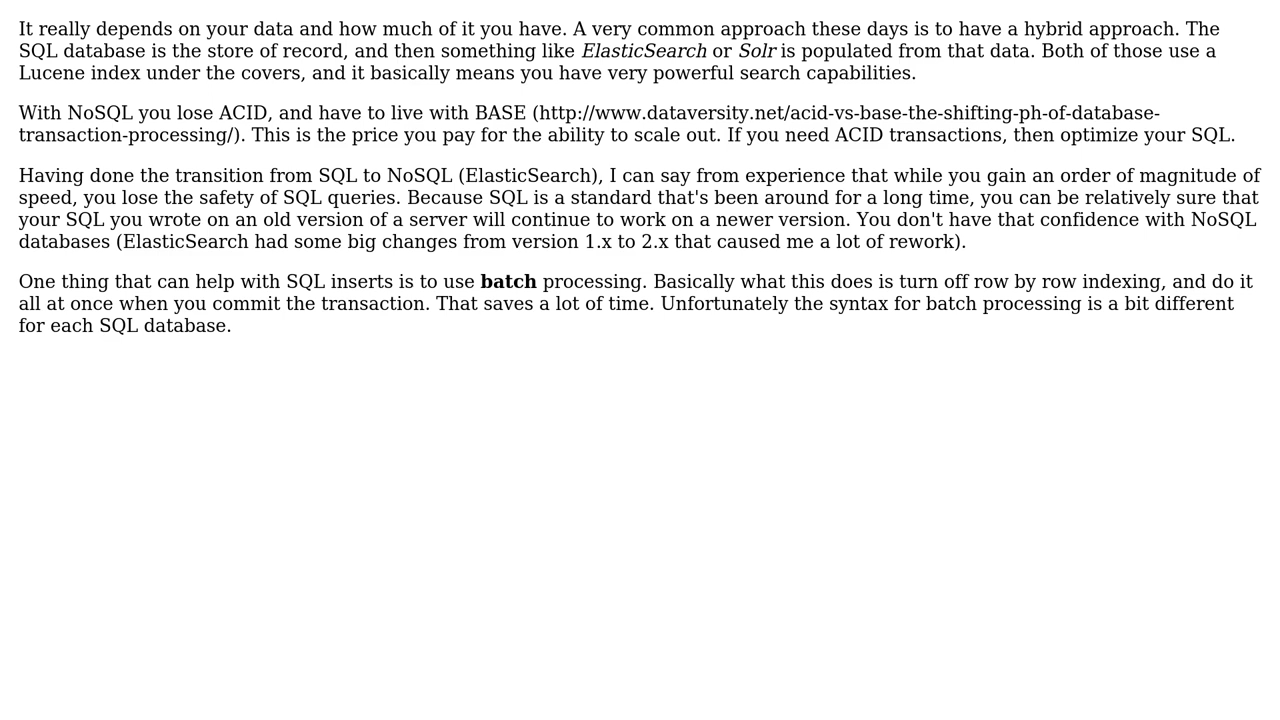 It really depends on your data and how much of it you have. A very common approach these days is to have a hybrid approach. The
SQL database is the store of record, and then something like ElasticSearch or Solr is populated from that data. Both of those use a
Lucene index under the covers, and it basically means you have very powerful search capabilities.
With NoSQL you lose ACID, and have to live with BASE (http://www.dataversity.net/acid-vs-base-the-shifting-ph-of-database-
transaction-processing/). This is the price you pay for the ability to scale out. If you need ACID transactions, then optimize your SQL.
Having done the transition from SQL to NoSQL (ElasticSearch), I can say from experience that while you gain an order of magnitude of
speed, you lose the safety of SQL queries. Because SQL is a standard that's been around for a long time, you can be relatively sure that
your SQL you wrote on an old version of a server will continue to work on a newer version. You don't have that confidence with NoSQL
databases (ElasticSearch had some big changes from version 1.x to 2.x that caused me a lot of rework).
One thing that can help with SQL inserts is to use batch processing. Basically what this does is turn off row by row indexing, and do it
all at once when you commit the transaction. That saves a lot of time. Unfortunately the syntax for batch processing is a bit different
for each SQL database.